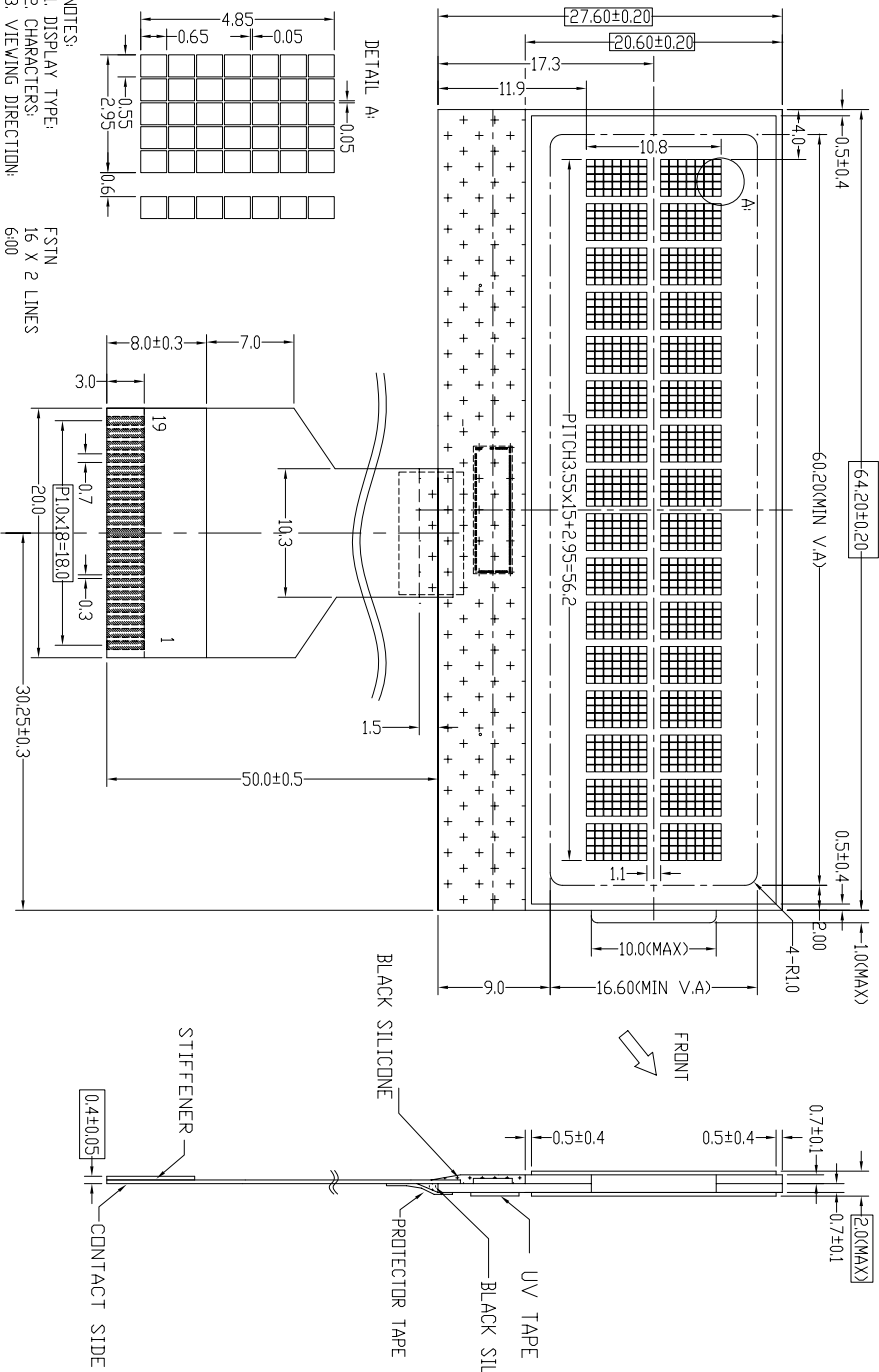 27.60±0.20
20.60±0.20
17.3
11.9
10.8
64.20±0.20
60.20(MIN V.A)
4.0
0.5±0.4
A:
PITCH3.55x15+2.95=56.2
0.5±0.4
2.00
1.0(MAX)
4-R1.0
1.1
10.0(MAX)
16.60(MIN V.A)
9.0
DETAIL A:
4.85
0.65
0.05
0.05
0.55
2.95
0.6
NOTES:
1. DISPLAY TYPE: FSTN
2. CHARACTERS: 16 X 2 LINES
3. VIEWING DIRECTION: 6:00
8.0±0.3
7.0
3.0
19
1
0.7
20.0
P1.0x18=18.0
0.3
10.3
1.5
50.0±0.5
30.25±0.3
FRONT
BLACK SILICONE
STIFFENER
0.4±0.05
CONTACT SIDE
PROTECTOR TAPE
BLACK SIL
UV TAPE
0.5±0.4
0.5±0.4
0.7±0.1
2.0(MAX)
0.7±0.1